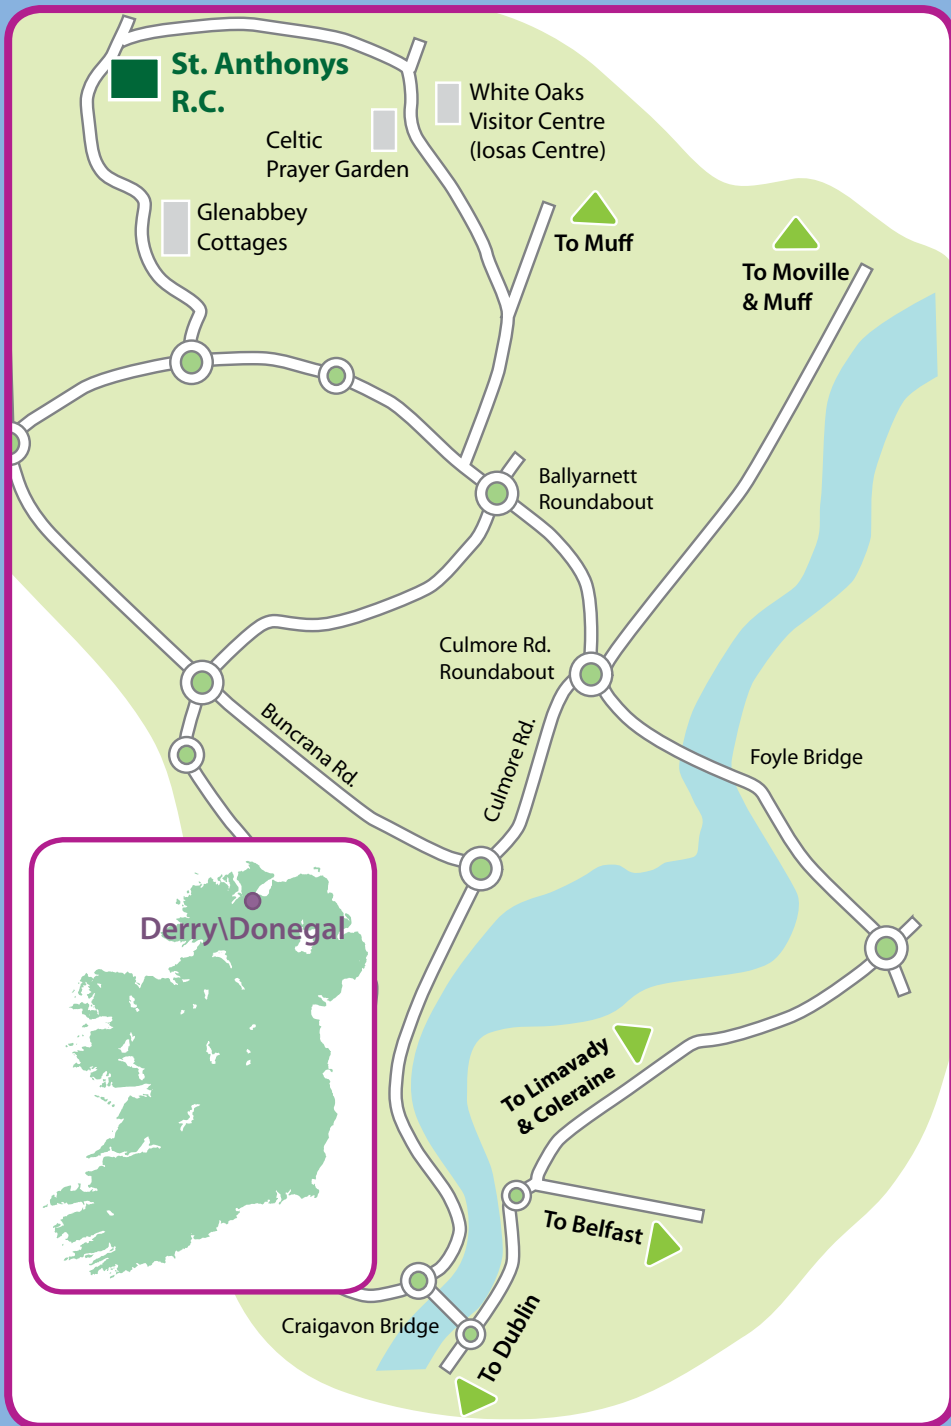 St. Anthonys
R.C.
White Oaks
Visitor Centre
(Iosas Centre)
Celtic
Prayer Garden
Glenabbey
Cottages
To Muff
To Moville
& Muff
Ballyarnett
Roundabout
Culmore Rd.
Roundabout
Buncrana Rd.
Culmore Rd.
Foyle Bridge
Derry\Donegal
To Limavady
& Coleraine
To Belfast
Craigavon Bridge
To Dublin